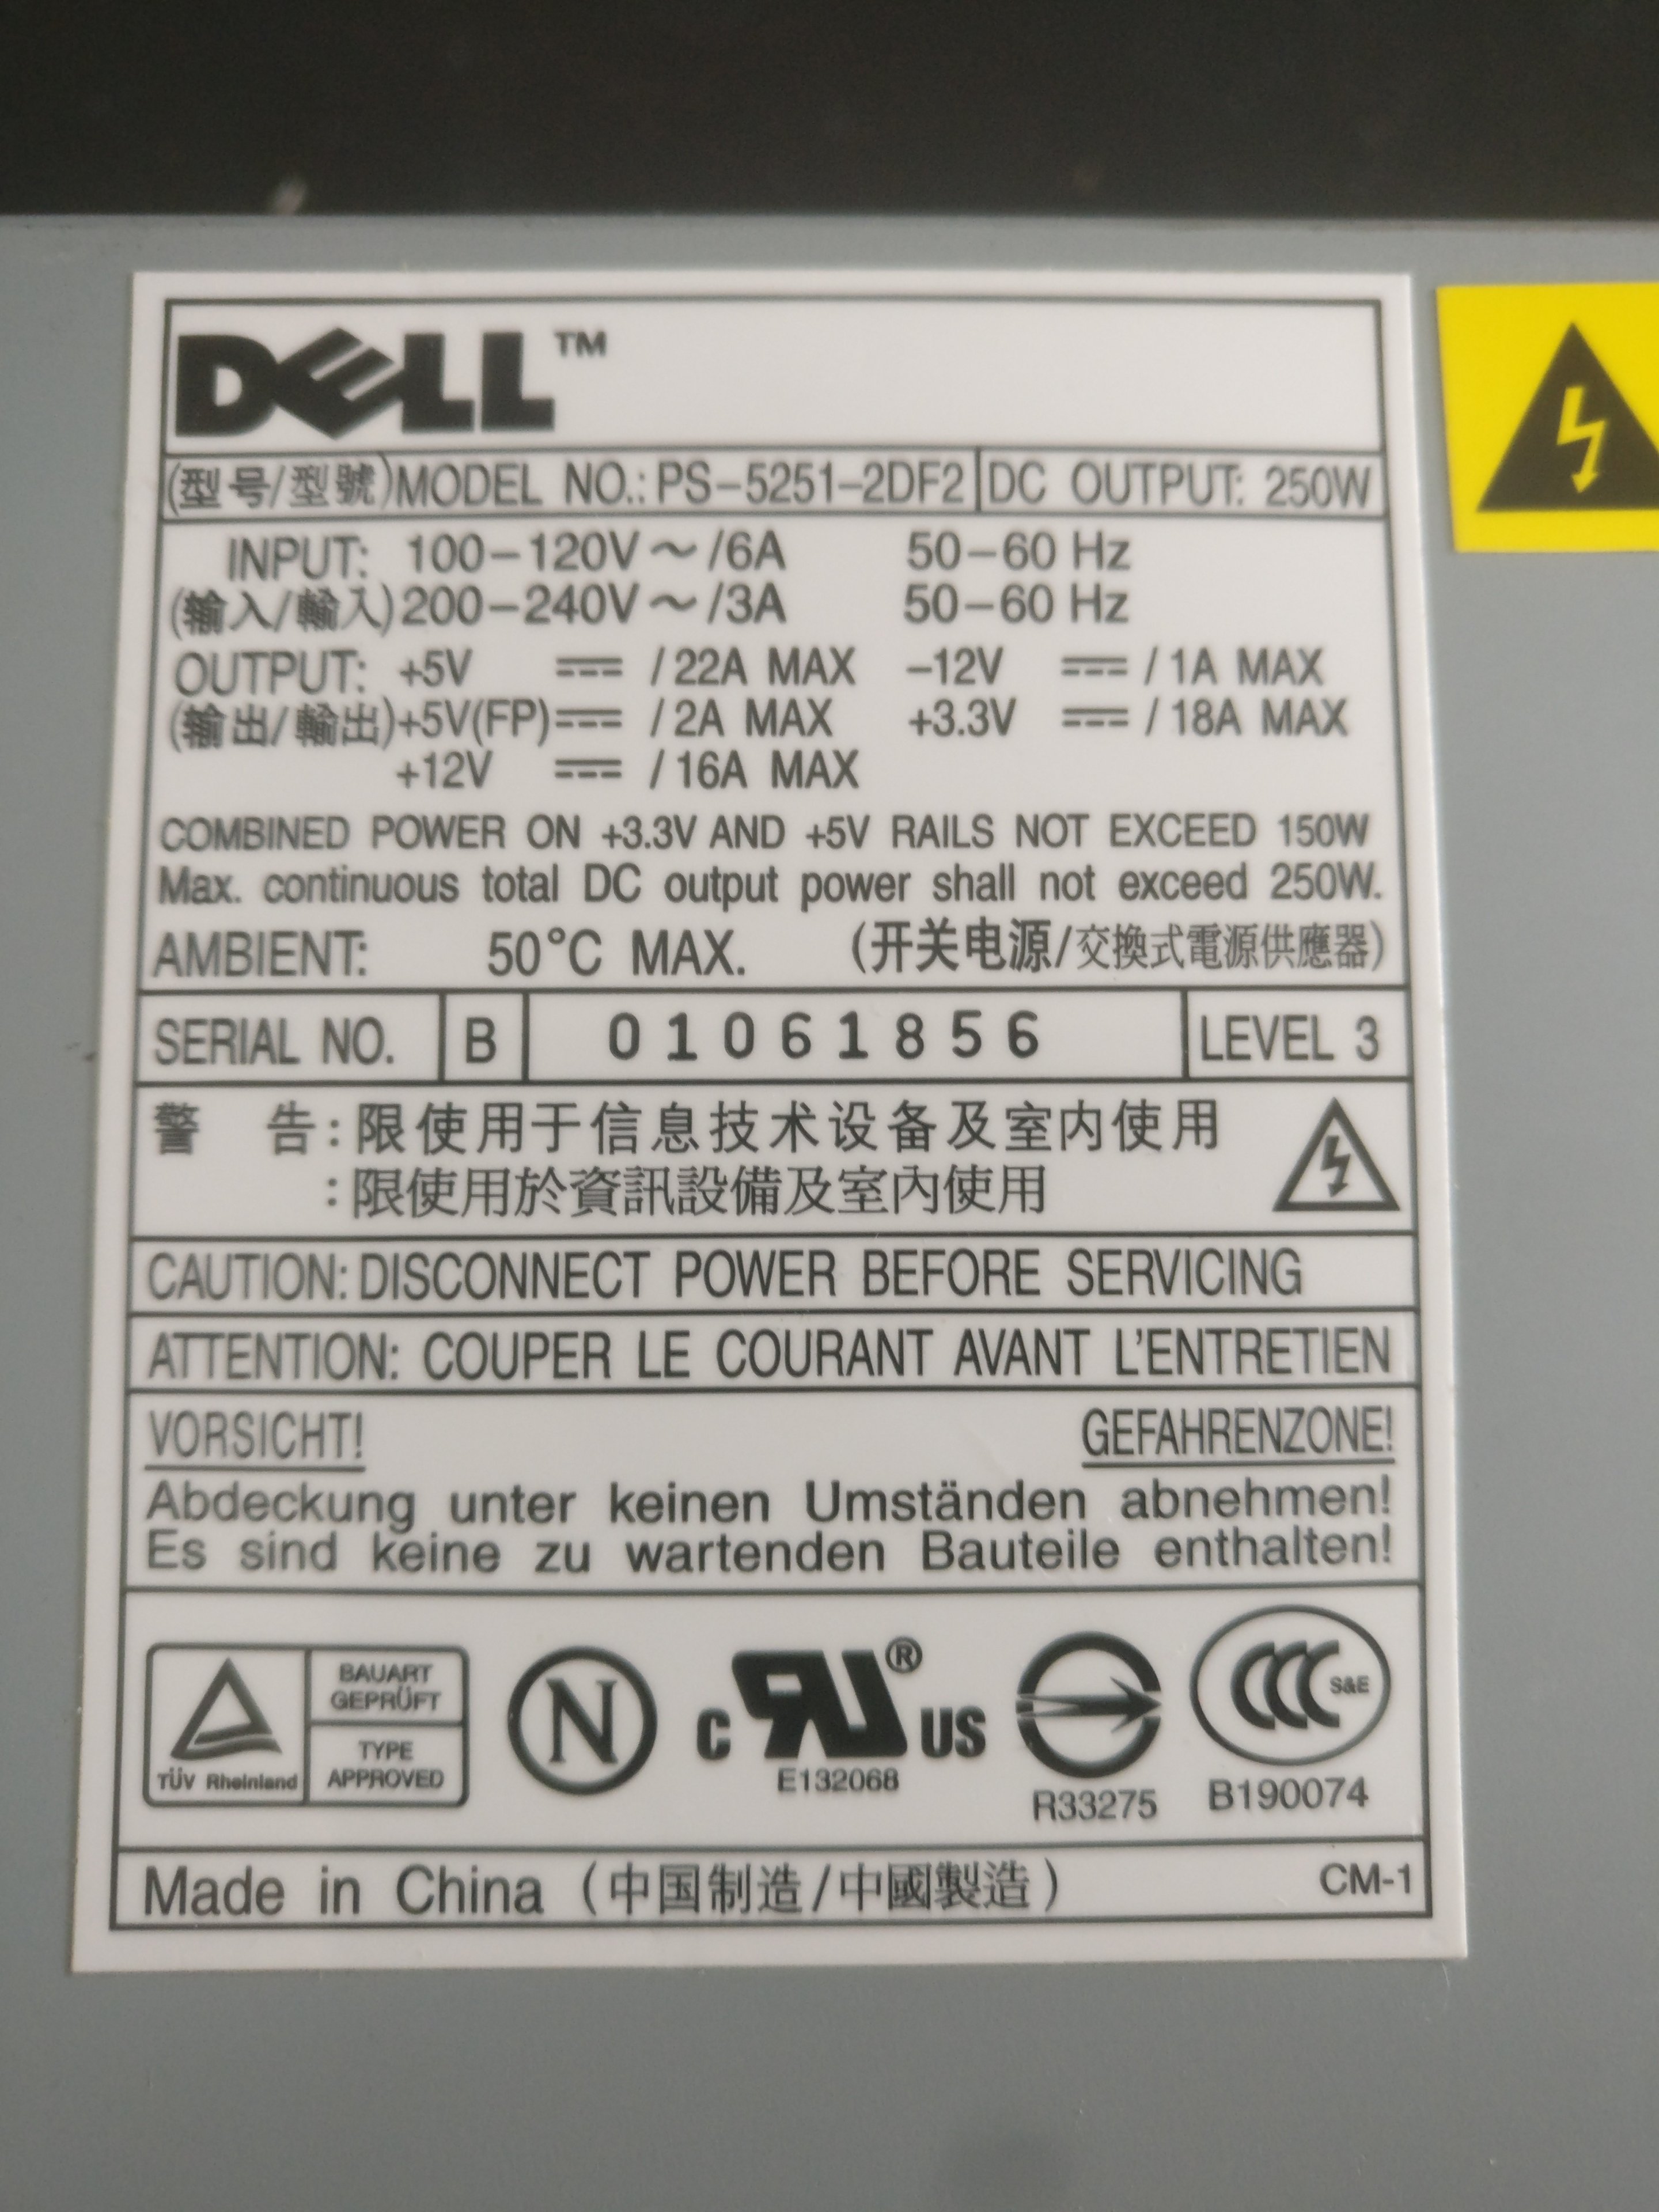 DELL™
(型号/型號)MODEL NO.: PS-5251-2DF2 DC OUTPUT: 250W
INPUT: 100-120V ~ /6A 50-60 Hz
(输入/輸入)200-240V ~ /3A 50-60 Hz
OUTPUT: +5V ⎓ / 22A MAX -12V ⎓ / 1A MAX
(输出/輸出)+5V(FP) ⎓ / 2A MAX +3.3V ⎓ / 18A MAX
+12V ⎓ / 16A MAX
COMBINED POWER ON +3.3V AND +5V RAILS NOT EXCEED 150W
Max. continuous total DC output power shall not exceed 250W.
AMBIENT: 50°C MAX. (开关电源/交換式電源供應器)
SERIAL NO. B 01061856 LEVEL 3
警 告:限使用于信息技术设备及室内使用
:限使用於資訊設備及室內使用
CAUTION: DISCONNECT POWER BEFORE SERVICING
ATTENTION: COUPER LE COURANT AVANT L'ENTRETIEN
VORSICHT! GEFAHRENZONE!
Abdeckung unter keinen Umständen abnehmen!
Es sind keine zu wartenden Bauteile enthalten!
TÜV Rheinland
BAUART
GEPRÜFT
TYPE
APPROVED
N
C RU® US
E132068
R33275
CCC S&E
B190074
Made in China (中国制造/中國製造) CM-1